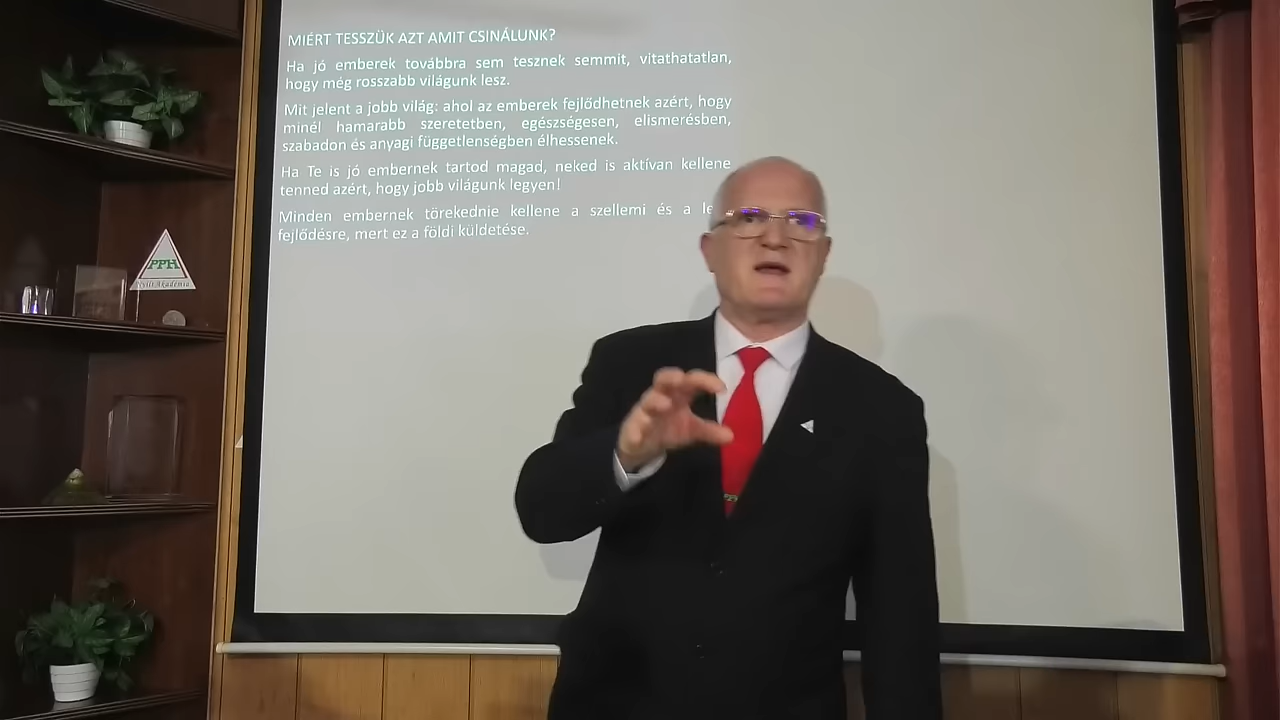 MIÉRT TESSZÜK AZT AMIT CSINÁLUNK?
Ha jó emberek továbbra sem tesznek semmit, vitathatatlan,
hogy még rosszabb világunk lesz.
Mit jelent a jobb világ: ahol az emberek fejlődhetnek azért, hogy
minél hamarabb szeretetben, egészségesen, elismerésben,
szabadon és anyagi függetlenségben élhessenek.
Ha Te is jó embernek tartod magad, neked is aktívan kellene
tenned azért, hogy jobb világunk legyen!
Minden embernek törekednie kellene a szellemi és a
fejlődésre, mert ez a földi küldetése.
PPH
Nyílt Akadémia
PPH